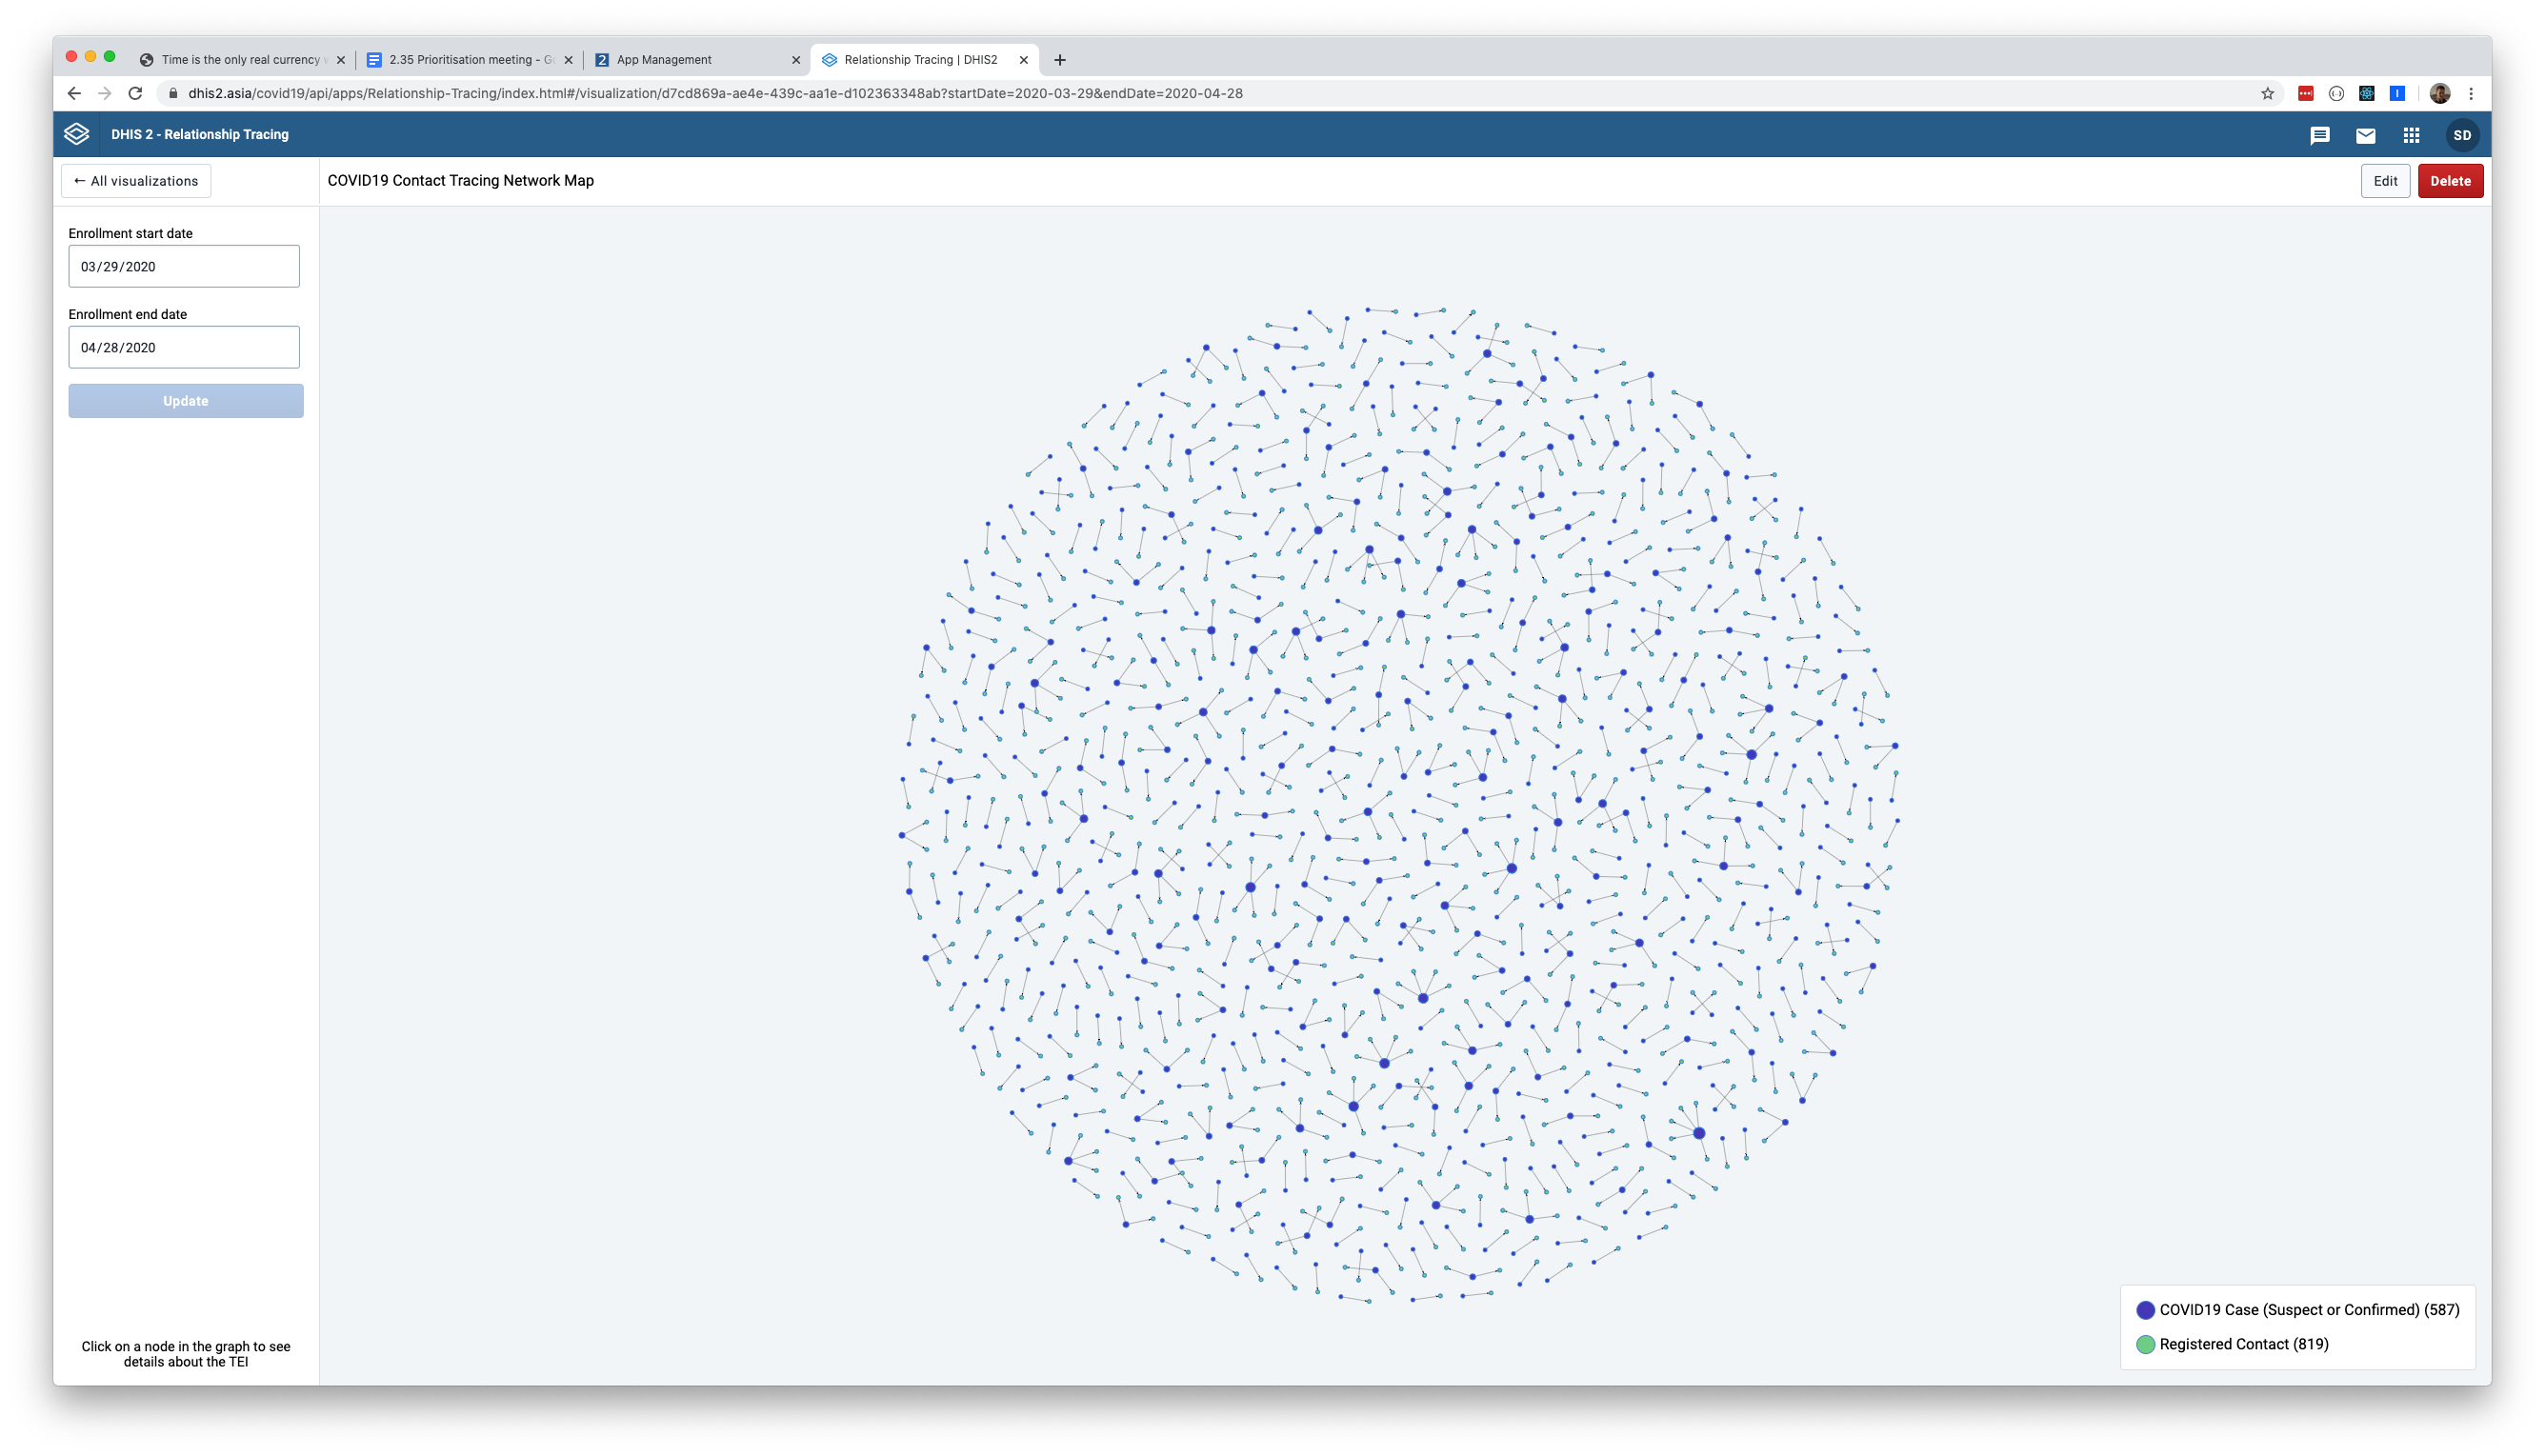 Time is the only real currency
2.35 Prioritisation meeting - Go
2 App Management
Relationship Tracing | DHIS2
dhis2.asia/covid19/api/apps/Relationship-Tracing/index.html#/visualization/d7cd869a-ae4e-439c-aa1e-d102363348ab?startDate=2020-03-29&endDate=2020-04-28
DHIS 2 - Relationship Tracing
SD
← All visualizations
COVID19 Contact Tracing Network Map
Edit
Delete
Enrollment start date
03/29/2020
Enrollment end date
04/28/2020
Update
Click on a node in the graph to see
details about the TEI
COVID19 Case (Suspect or Confirmed) (587)
Registered Contact (819)